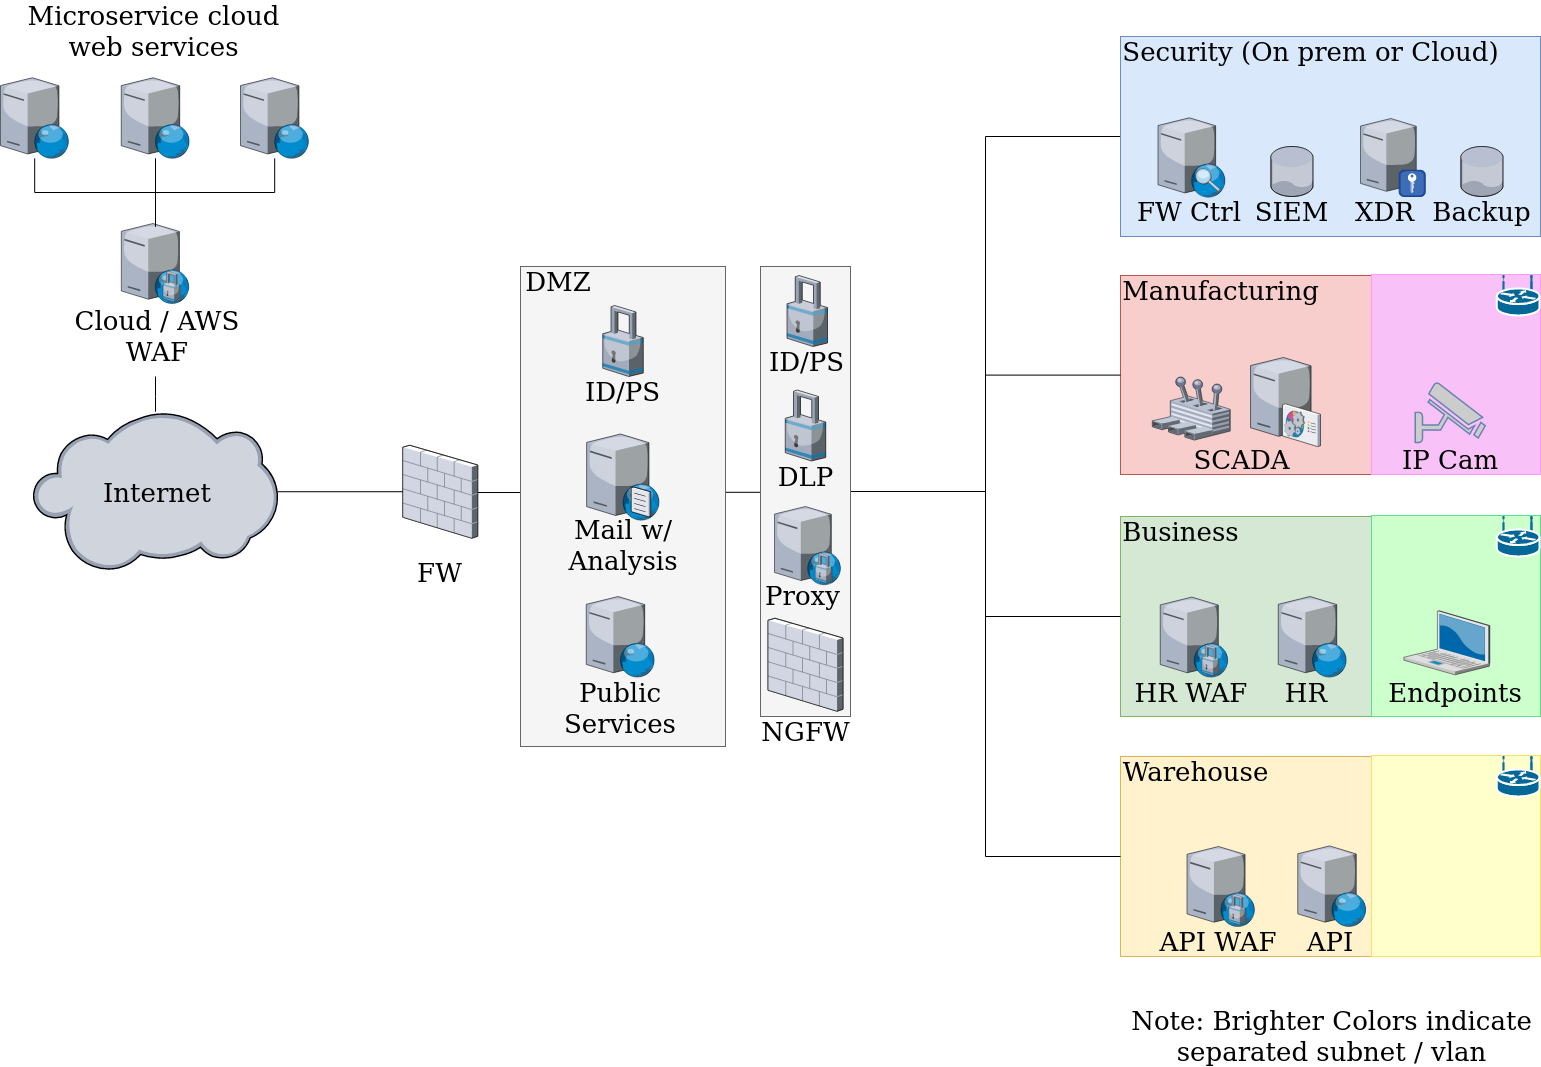 Microservice cloud
web services
Cloud / AWS
WAF
Internet
FW
DMZ
ID/PS
Mail w/
Analysis
Public
Services
ID/PS
DLP
Proxy
NGFW
Security (On prem or Cloud)
FW Ctrl
SIEM
XDR
Backup
Manufacturing
SCADA
IP Cam
Business
HR WAF
HR
Endpoints
Warehouse
API WAF
API
Note: Brighter Colors indicate
separated subnet / vlan